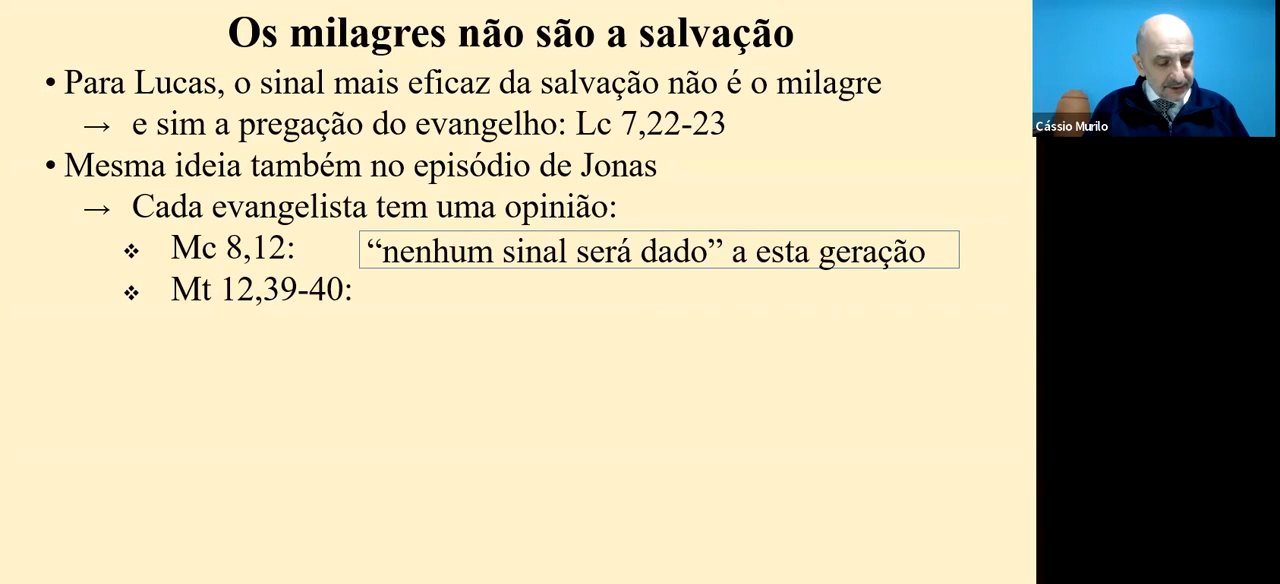 Os milagres não são a salvação
• Para Lucas, o sinal mais eficaz da salvação não é o milagre
→ e sim a pregação do evangelho: Lc 7,22-23
• Mesma ideia também no episódio de Jonas
→ Cada evangelista tem uma opinião:
❖ Mc 8,12: “nenhum sinal será dado” a esta geração
❖ Mt 12,39-40:
Cássio Murilo